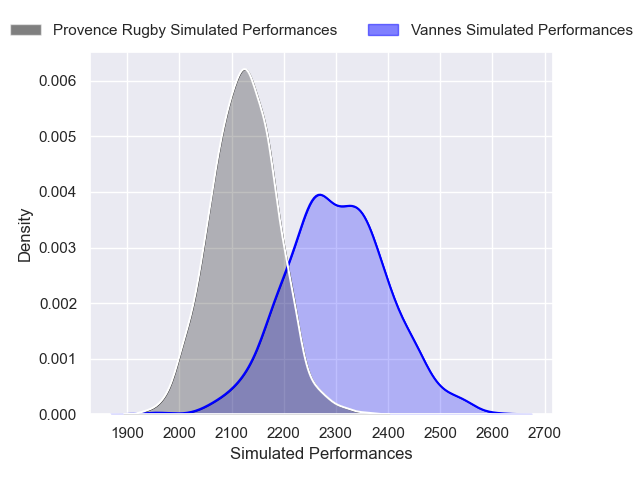 Provence Rugby Simulated Performances Vannes Simulated Performances
0.006
0.005
0.004
0.003
0.002
0.001
0.000
Density
1900 2000 2100 2200 2300 2400 2500 2600 2700
Simulated Performances